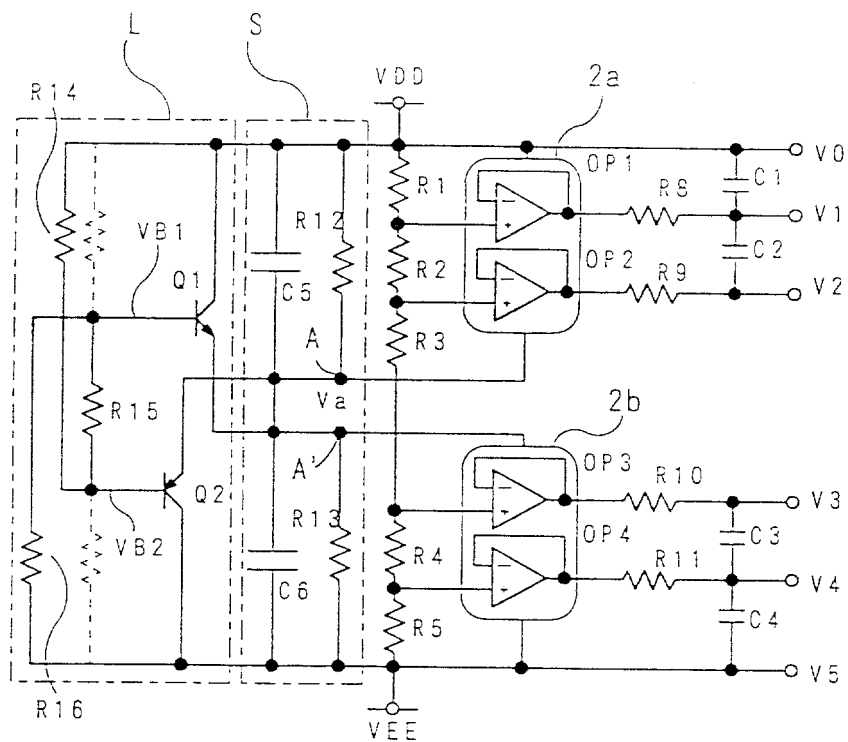 L
S
VDD
2a
R14
OP1
V0
R1
R8
C1
V1
R12
VB1
Q1
R2
OP2
R9
C2
V2
C5
R3
A
Va
R15
2b
A'
OP3
R10
V3
Q2
R13
VB2
R4
OP4
R11
C3
V4
C6
R5
C4
V5
R16
VEE